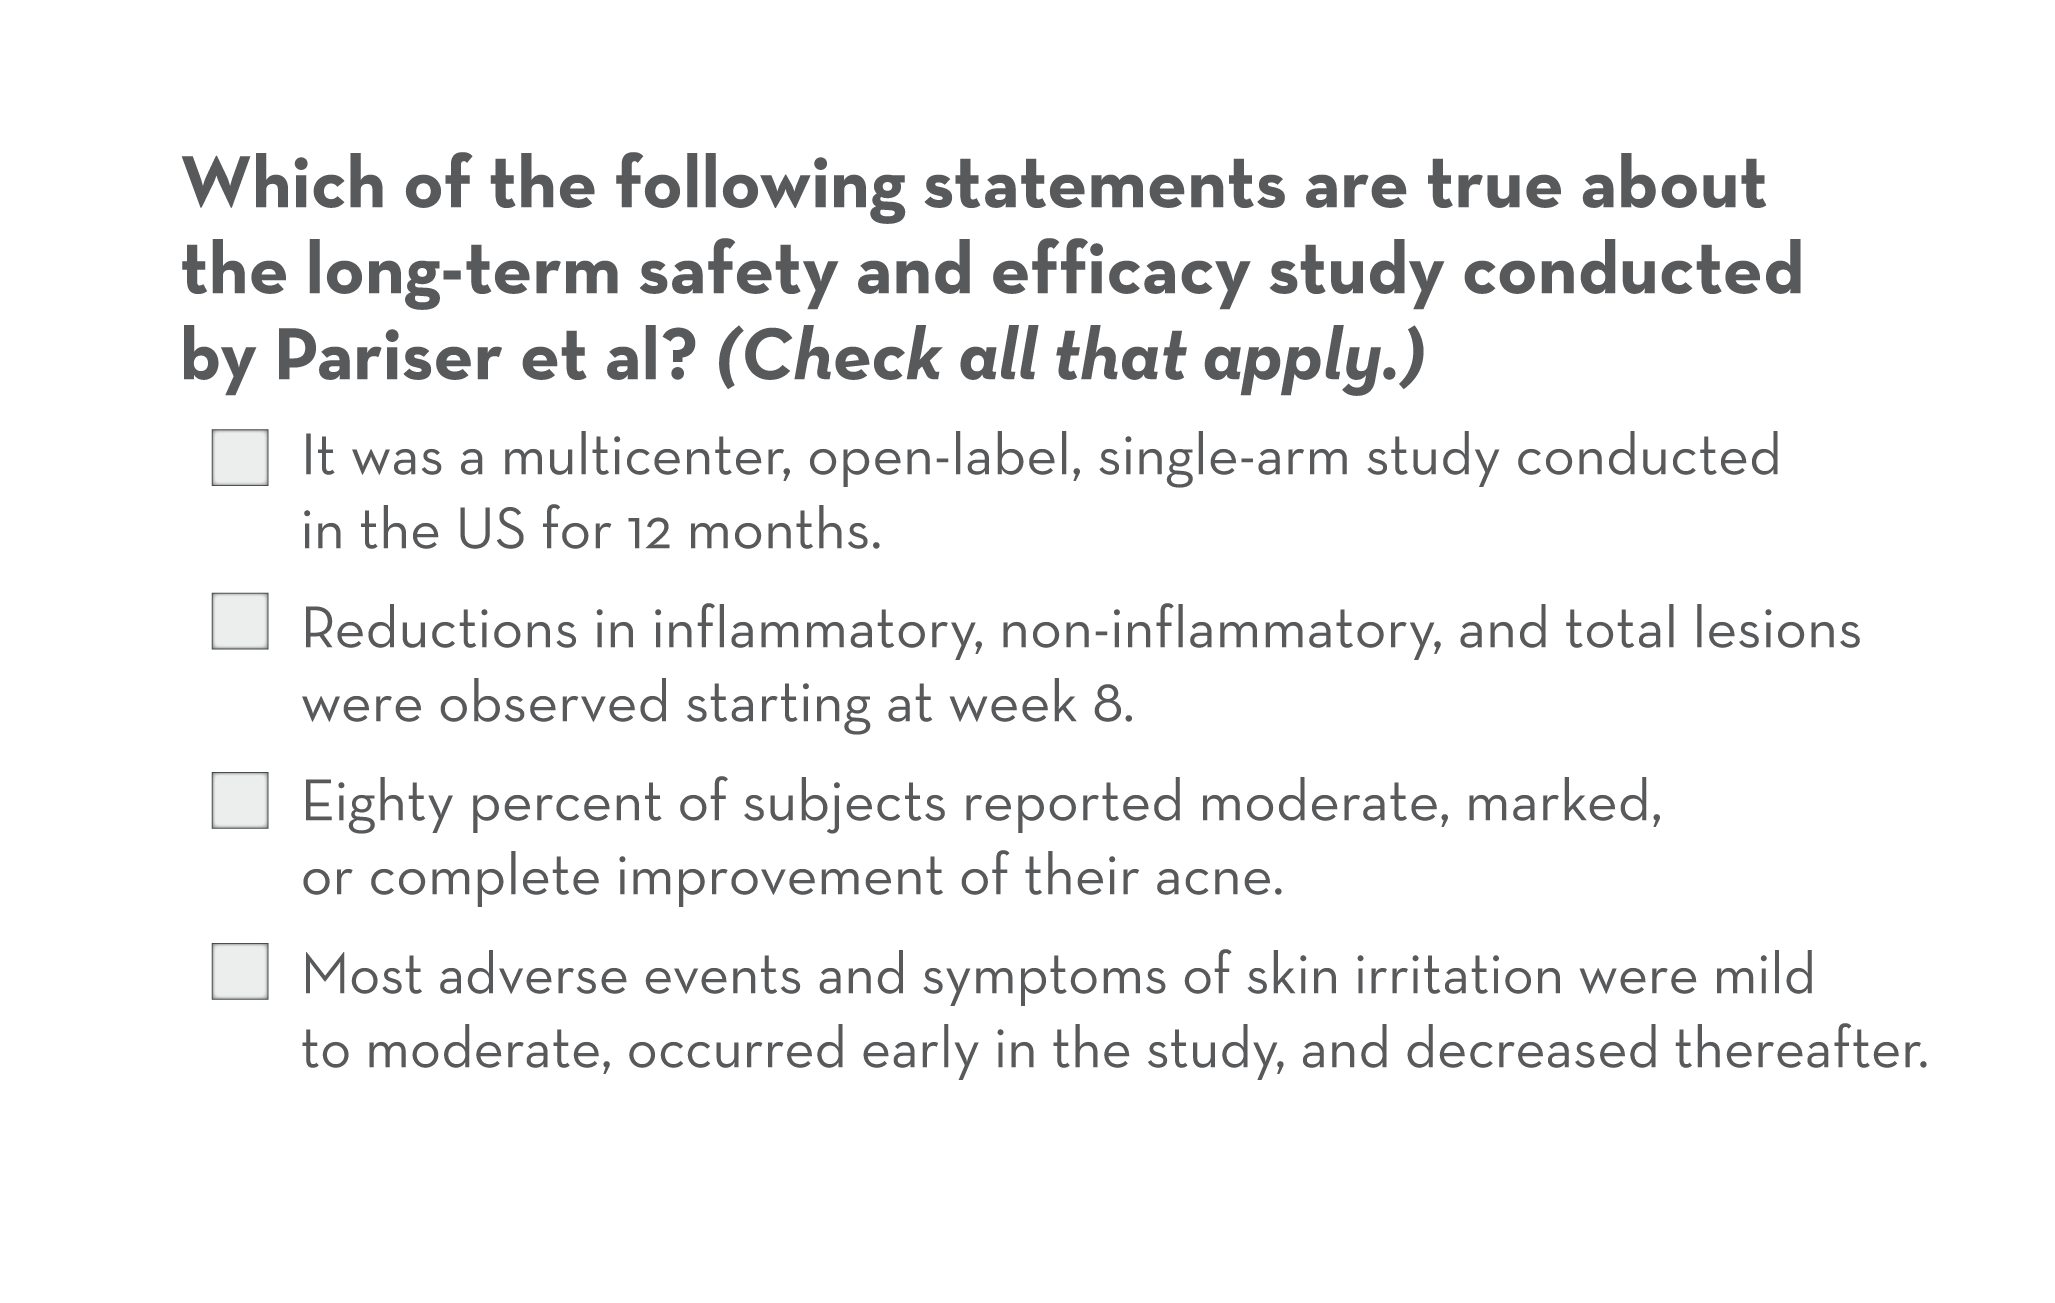 Which of the following statements are true about
the long-term safety and efficacy study conducted
by Pariser et al? (Check all that apply.)
It was a multicenter, open-label, single-arm study conducted
in the US for 12 months.
Reductions in inflammatory, non-inflammatory, and total lesions
were observed starting at week 8.
Eighty percent of subjects reported moderate, marked,
or complete improvement of their acne.
Most adverse events and symptoms of skin irritation were mild
to moderate, occurred early in the study, and decreased thereafter.